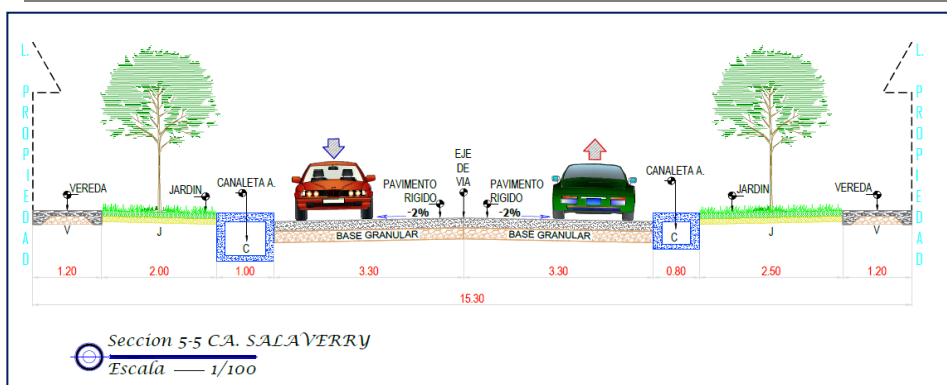 L. PROPIEDAD
VEREDA
JARDIN
CANALETA A.
PAVIMENTO
RIGIDO
-2%
EJE
DE
VIA
PAVIMENTO
RIGIDO
-2%
CANALETA A.
JARDIN
VEREDA
L. PROPIEDAD
V
J
C
BASE GRANULAR
BASE GRANULAR
C
J
V
1.20
2.00
1.00
3.30
3.30
0.80
2.50
1.20
15.30
Seccion 5-5 CA. SALAVERRY
Escala — 1/100